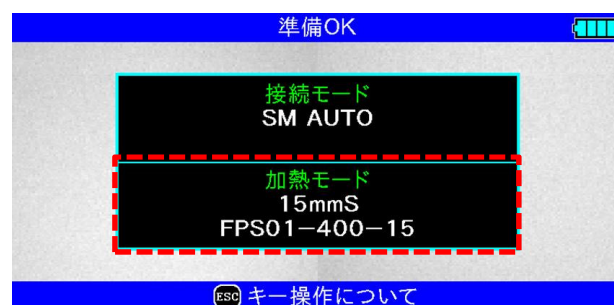 準備OK
接続モード
SM AUTO
加熱モード
15mmS
FPS01-400-15
ESC キー操作について